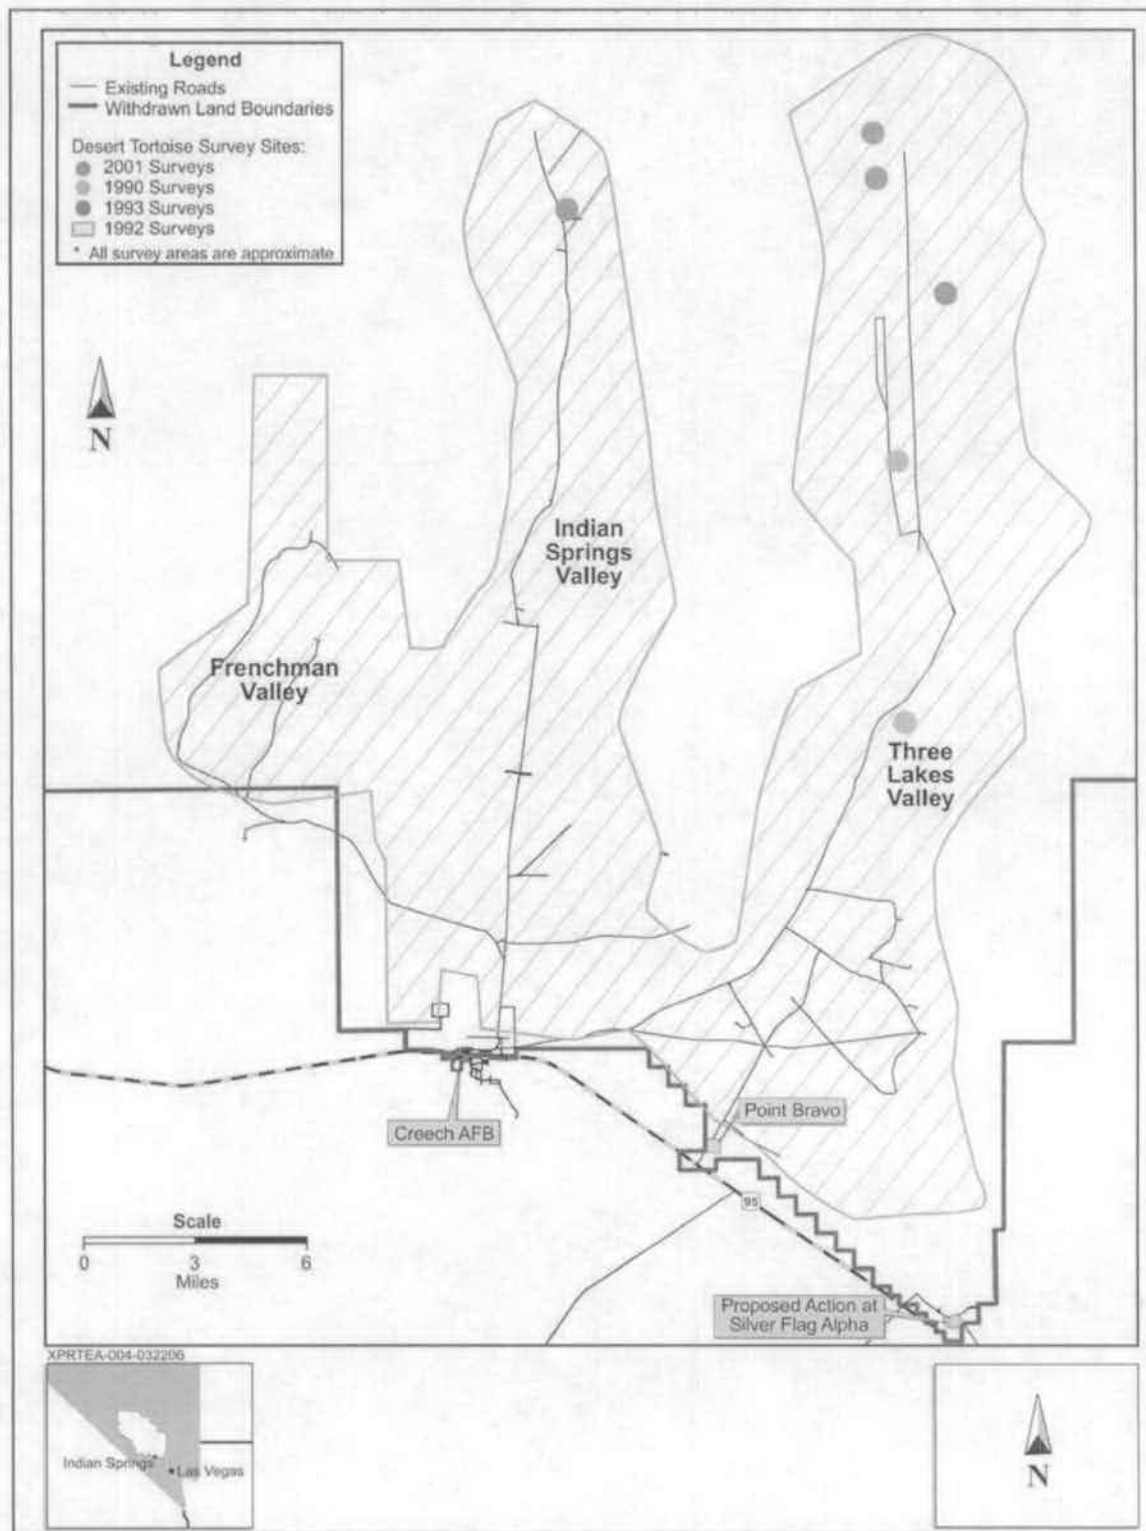 Legend
Existing Roads
Withdrawn Land Boundaries
Desert Tortoise Survey Sites:
2001 Surveys
1990 Surveys
1993 Surveys
1992 Surveys
* All survey areas are approximate
N
Indian
Springs
Valley
Frenchman
Valley
Three
Lakes
Valley
Point Bravo
Creech AFB
95
Scale
0 3 6
Miles
Proposed Action at
Silver Flag Alpha
XPRTEA-004-032206
Indian Springs
Las Vegas
N